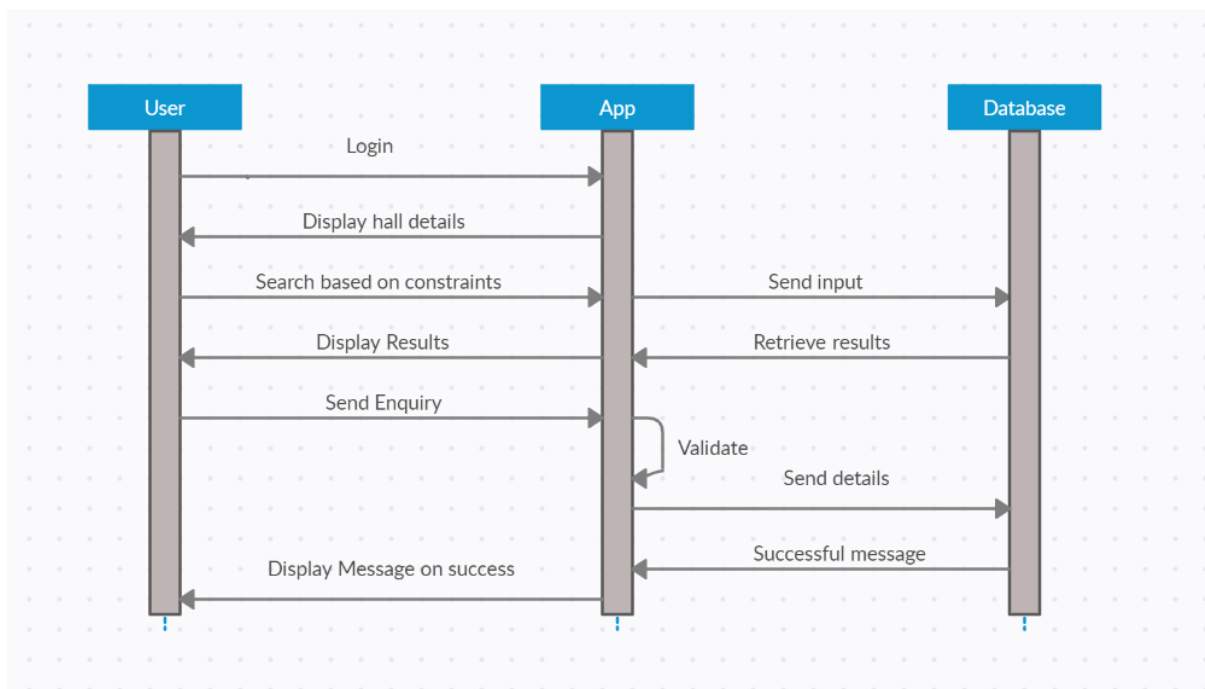 User
App
Database
Login
Display hall details
Search based on constraints
Send input
Display Results
Retrieve results
Send Enquiry
Validate
Send details
Successful message
Display Message on success